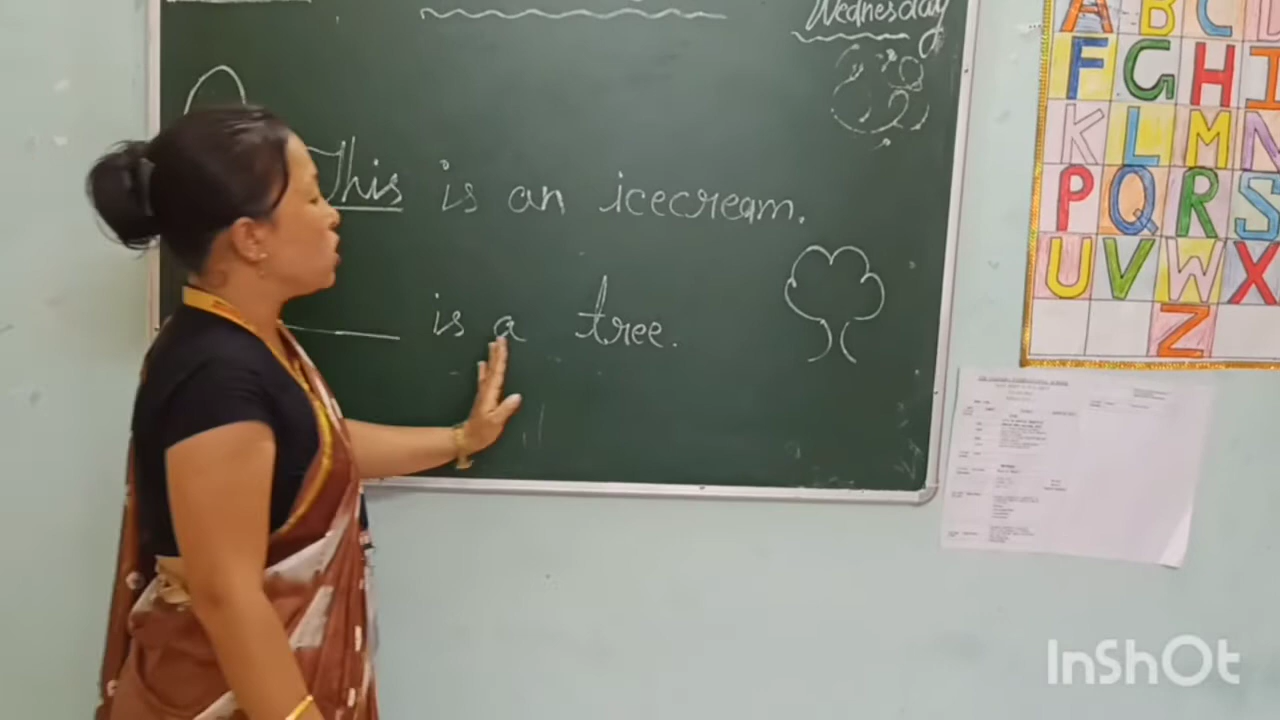 Wednesday
This is an icecream.
____ is a tree.
A B C D
F G H I
K L M N
P Q R S
U V W X
Z
InShOt